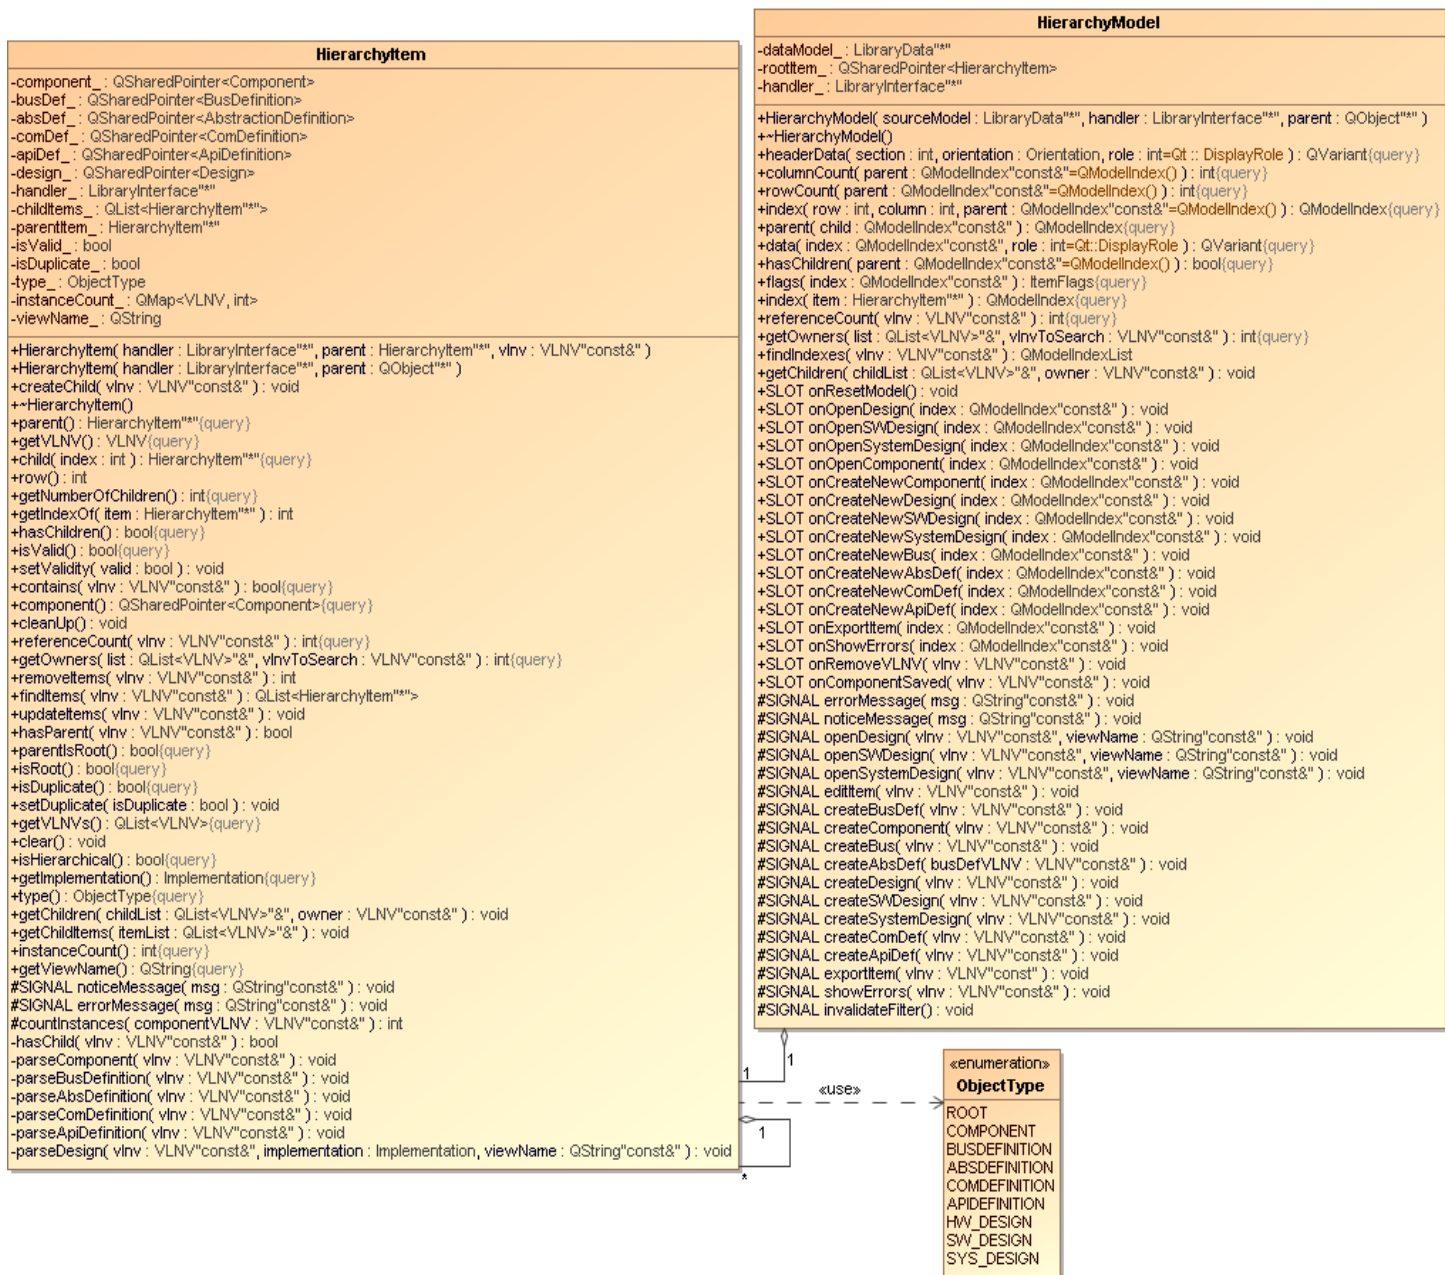 HierarchyItem
-component_ : QSharedPointer<Component>
-busDef_ : QSharedPointer<BusDefinition>
-absDef_ : QSharedPointer<AbstractionDefinition>
-comDef_ : QSharedPointer<ComDefinition>
-apiDef_ : QSharedPointer<ApiDefinition>
-design_ : QSharedPointer<Design>
-handler_ : LibraryInterface"*"
-childItems_ : QList<HierarchyItem"*">
-parentItem_ : HierarchyItem"*"
-isValid_ : bool
-isDuplicate_ : bool
-type_ : ObjectType
-instanceCount_ : QMap<VLNV, int>
-viewName_ : QString
+HierarchyItem( handler : LibraryInterface"*", parent : HierarchyItem"*", vlnv : VLNV"const&" )
+HierarchyItem( handler : LibraryInterface"*", parent : QObject"*" )
+createChild( vlnv : VLNV"const&" ) : void
+~HierarchyItem()
+parent() : HierarchyItem"*"{query}
+getVLNV() : VLNV{query}
+child( index : int ) : HierarchyItem"*"{query}
+row() : int
+getNumberOfChildren() : int{query}
+getIndexOf( item : HierarchyItem"*" ) : int
+hasChildren() : bool{query}
+isValid() : bool{query}
+setValidity( valid : bool ) : void
+contains( vlnv : VLNV"const&" ) : bool{query}
+component() : QSharedPointer<Component>{query}
+cleanUp() : void
+referenceCount( vlnv : VLNV"const&" ) : int{query}
+getOwners( list : QList<VLNV>"&", vlnvToSearch : VLNV"const&" ) : int{query}
+removeItems( vlnv : VLNV"const&" ) : int
+findItems( vlnv : VLNV"const&" ) : QList<HierarchyItem"*">
+updateItems( vlnv : VLNV"const&" ) : void
+hasParent( vlnv : VLNV"const&" ) : bool
+parentIsRoot() : bool{query}
+isRoot() : bool{query}
+isDuplicate() : bool{query}
+setDuplicate( isDuplicate : bool ) : void
+getVLNVs() : QList<VLNV>{query}
+clear() : void
+isHierarchical() : bool{query}
+getImplementation() : Implementation{query}
+type() : ObjectType{query}
+getChildren( childList : QList<VLNV>"&", owner : VLNV"const&" ) : void
+getChildItems( itemList : QList<VLNV>"&" ) : void
+instanceCount() : int{query}
+getViewName() : QString{query}
#SIGNAL noticeMessage( msg : QString"const&" ) : void
#SIGNAL errorMessage( msg : QString"const&" ) : void
#countInstances( componentVLNV : VLNV"const&" ) : int
-hasChild( vlnv : VLNV"const&" ) : bool
-parseComponent( vlnv : VLNV"const&" ) : void
-parseBusDefinition( vlnv : VLNV"const&" ) : void
-parseAbsDefinition( vlnv : VLNV"const&" ) : void
-parseComDefinition( vlnv : VLNV"const&" ) : void
-parseApiDefinition( vlnv : VLNV"const&" ) : void
-parseDesign( vlnv : VLNV"const&", implementation : Implementation, viewName : QString"const&" ) : void
HierarchyModel
-dataModel_ : LibraryData"*"
-rootItem_ : QSharedPointer<HierarchyItem>
-handler_ : LibraryInterface"*"
+HierarchyModel( sourceModel : LibraryData"*", handler : LibraryInterface"*", parent : QObject"*" )
+~HierarchyModel()
+headerData( section : int, orientation : Orientation, role : int=Qt :: DisplayRole ) : QVariant{query}
+columnCount( parent : QModelIndex"const&"=QModelIndex() ) : int{query}
+rowCount( parent : QModelIndex"const&"=QModelIndex() ) : int{query}
+index( row : int, column : int, parent : QModelIndex"const&"=QModelIndex() ) : QModelIndex{query}
+parent( child : QModelIndex"const&" ) : QModelIndex{query}
+data( index : QModelIndex"const&", role : int=Qt::DisplayRole ) : QVariant{query}
+hasChildren( parent : QModelIndex"const&"=QModelIndex() ) : bool{query}
+flags( index : QModelIndex"const&" ) : ItemFlags{query}
+index( item : HierarchyItem"*" ) : QModelIndex{query}
+referenceCount( vlnv : VLNV"const&" ) : int{query}
+getOwners( list : QList<VLNV>"&", vlnvToSearch : VLNV"const&" ) : int{query}
+findIndexes( vlnv : VLNV"const&" ) : QModelIndexList
+getChildren( childList : QList<VLNV>"&", owner : VLNV"const&" ) : void
+SLOT onResetModel() : void
+SLOT onOpenDesign( index : QModelIndex"const&" ) : void
+SLOT onOpenSWDesign( index : QModelIndex"const&" ) : void
+SLOT onOpenSystemDesign( index : QModelIndex"const&" ) : void
+SLOT onOpenComponent( index : QModelIndex"const&" ) : void
+SLOT onCreateNewComponent( index : QModelIndex"const&" ) : void
+SLOT onCreateNewDesign( index : QModelIndex"const&" ) : void
+SLOT onCreateNewSWDesign( index : QModelIndex"const&" ) : void
+SLOT onCreateNewSystemDesign( index : QModelIndex"const&" ) : void
+SLOT onCreateNewBus( index : QModelIndex"const&" ) : void
+SLOT onCreateNewAbsDef( index : QModelIndex"const&" ) : void
+SLOT onCreateNewComDef( index : QModelIndex"const&" ) : void
+SLOT onCreateNewApiDef( index : QModelIndex"const&" ) : void
+SLOT onExportItem( index : QModelIndex"const&" ) : void
+SLOT onShowErrors( index : QModelIndex"const&" ) : void
+SLOT onRemoveVLNV( vlnv : VLNV"const&" ) : void
+SLOT onComponentSaved( vlnv : VLNV"const&" ) : void
#SIGNAL errorMessage( msg : QString"const&" ) : void
#SIGNAL noticeMessage( msg : QString"const&" ) : void
#SIGNAL openDesign( vlnv : VLNV"const&", viewName : QString"const&" ) : void
#SIGNAL openSWDesign( vlnv : VLNV"const&", viewName : QString"const&" ) : void
#SIGNAL openSystemDesign( vlnv : VLNV"const&", viewName : QString"const&" ) : void
#SIGNAL editItem( vlnv : VLNV"const&" ) : void
#SIGNAL createBusDef( vlnv : VLNV"const&" ) : void
#SIGNAL createComponent( vlnv : VLNV"const&" ) : void
#SIGNAL createBus( vlnv : VLNV"const&" ) : void
#SIGNAL createAbsDef( busDefVLNV : VLNV"const&" ) : void
#SIGNAL createDesign( vlnv : VLNV"const&" ) : void
#SIGNAL createSWDesign( vlnv : VLNV"const&" ) : void
#SIGNAL createSystemDesign( vlnv : VLNV"const&" ) : void
#SIGNAL createComDef( vlnv : VLNV"const&" ) : void
#SIGNAL createApiDef( vlnv : VLNV"const&" ) : void
#SIGNAL exportItem( vlnv : VLNV"const" ) : void
#SIGNAL showErrors( vlnv : VLNV"const&" ) : void
#SIGNAL invalidateFilter() : void
1
1
«use»
1
*
«enumeration»
ObjectType
ROOT
COMPONENT
BUSDEFINITION
ABSDEFINITION
COMDEFINITION
APIDEFINITION
HW_DESIGN
SW_DESIGN
SYS_DESIGN